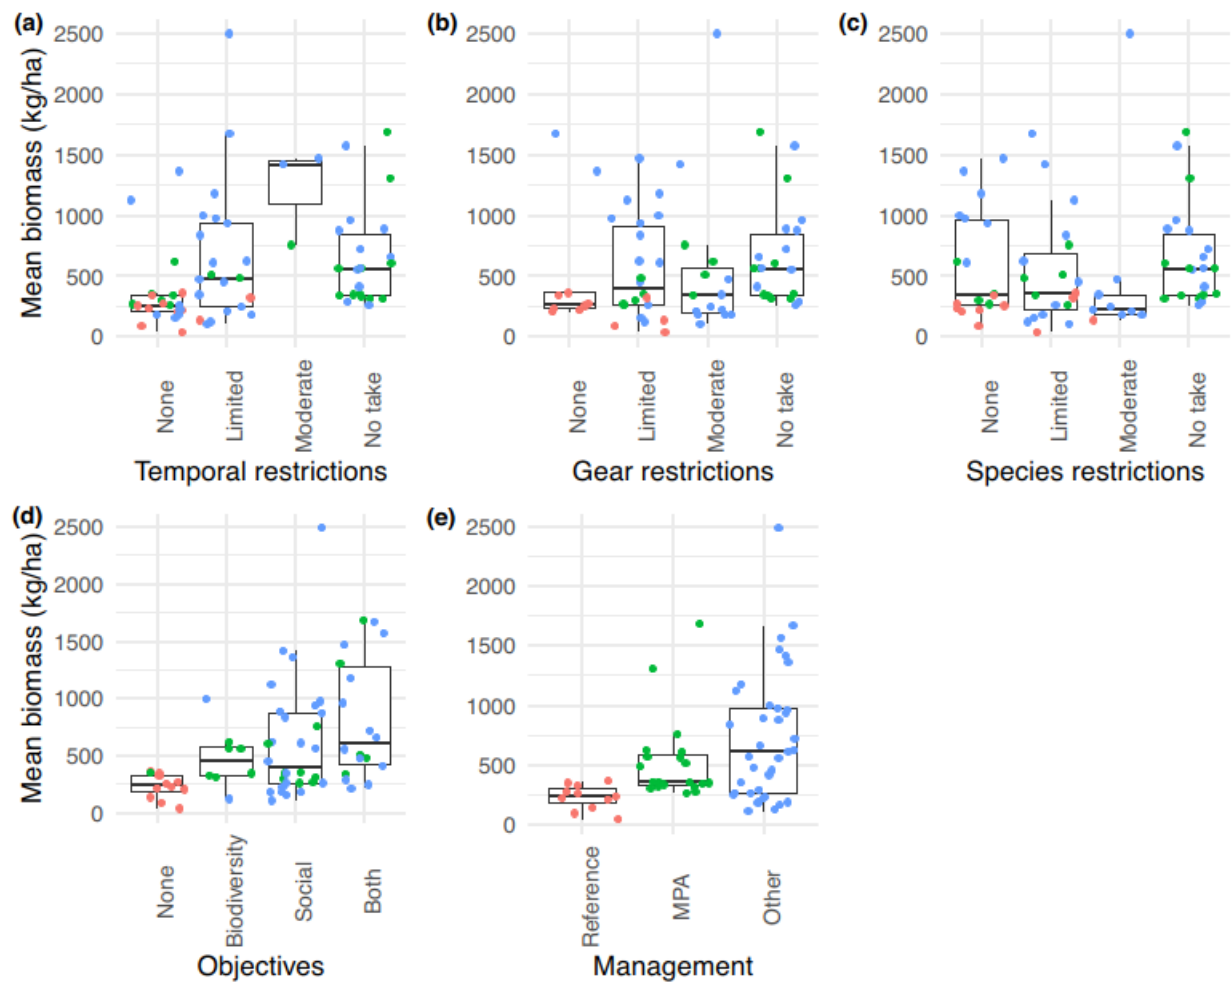 (a)
Mean biomass (kg/ha)
2500
2000
1500
1000
500
0
None
Limited
Moderate
No take
Temporal restrictions
(b)
2500
2000
1500
1000
500
0
None
Limited
Moderate
No take
Gear restrictions
(c)
2500
2000
1500
1000
500
0
None
Limited
Moderate
No take
Species restrictions
(d)
Mean biomass (kg/ha)
2500
2000
1500
1000
500
0
None
Biodiversity
Social
Both
Objectives
(e)
2500
2000
1500
1000
500
0
Reference
MPA
Other
Management